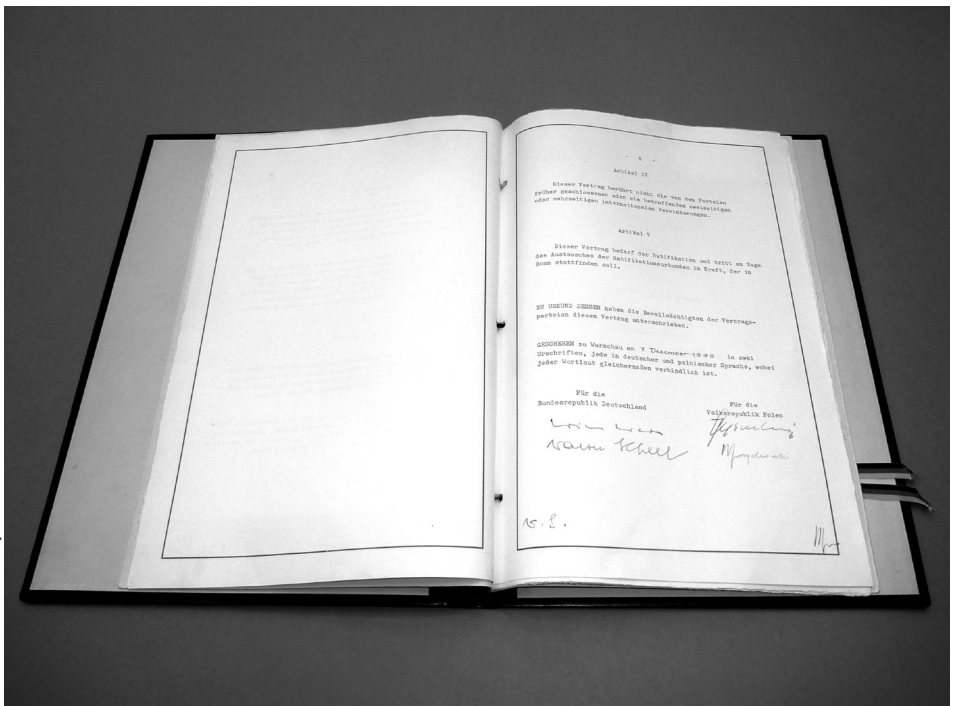 Artikel IV
Dieser Vertrag berührt nicht die von den Parteien
früher geschlossenen oder sie betreffenden zweiseitigen
oder mehrseitigen internationalen Vereinbarungen.
Artikel V
Dieser Vertrag bedarf der Ratifikation und tritt am Tage
des Austausches der Ratifikationsurkunden in Kraft, der in
Bonn stattfinden soll.
ZU URKUND DESSEN haben die Bevollmächtigten der Vertrags-
parteien diesen Vertrag unterschrieben.
GESCHEHEN zu Warschau am 7. Dezember 1970 in zwei
Urschriften, jede in deutscher und polnischer Sprache, wobei
jeder Wortlaut gleichermaßen verbindlich ist.
Für die
Bundesrepublik Deutschland
Für die
Volksrepublik Polen
Walter Scheel